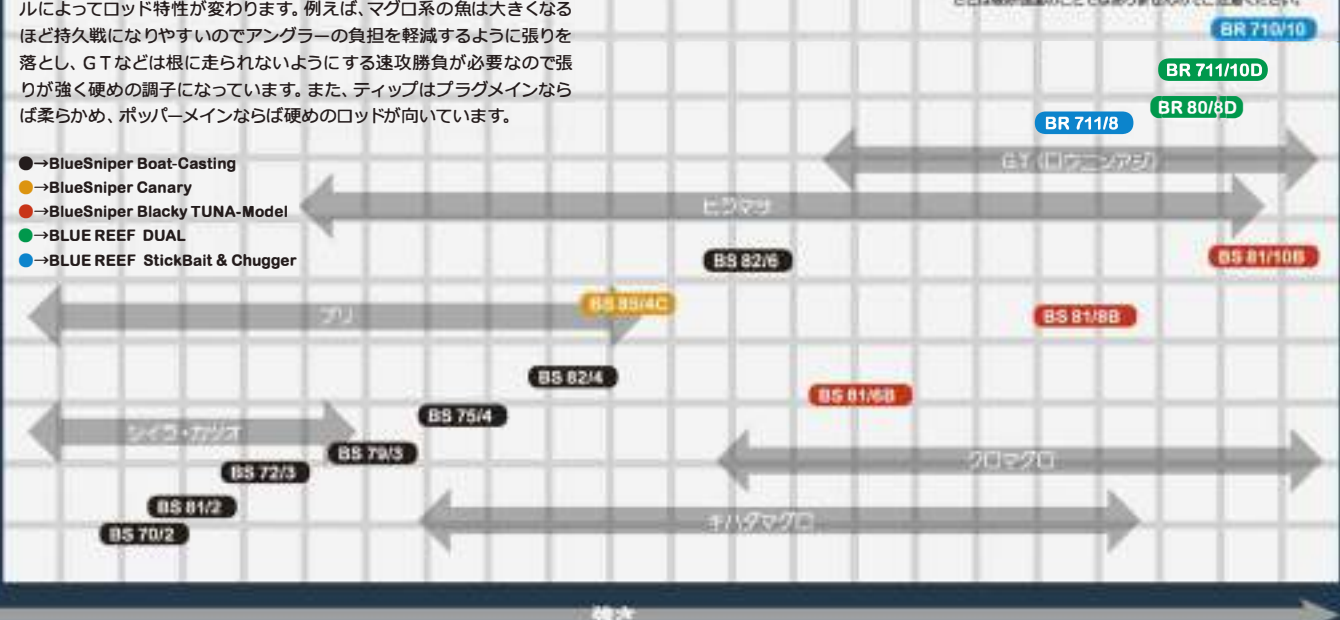 ルによってロッド特性が変わります。例えば、マグロ系の魚は大きくなる
ほど持久戦になりやすいのでアングラーの負担を軽減するように張りを
落とし、GTなどは根に走られないようにする速攻勝負が必要なので張
りが強く硬めの調子になっています。また、ティップはプラグメインなら
ば柔らかめ、ポッパーメインならば硬めのロッドが向いています。
BR 710/10
BR 711/10D
BR 80/8D
BR 711/8
GT (ロウニンアジ)
●→BlueSniper Boat-Casting
●→BlueSniper Canary
●→BlueSniper Blacky TUNA-Model
●→BLUE REEF DUAL
●→BLUE REEF StickBait & Chugger
ヒラマサ
BS 82/6
BS 81/10B
ブリ
BS 81/8B
BS 82/4
BS 81/6B
BS 75/4
シイラ・カツオ
BS 79/3
クロマグロ
BS 72/3
BS 81/2
キハダマグロ
BS 70/2
強さ